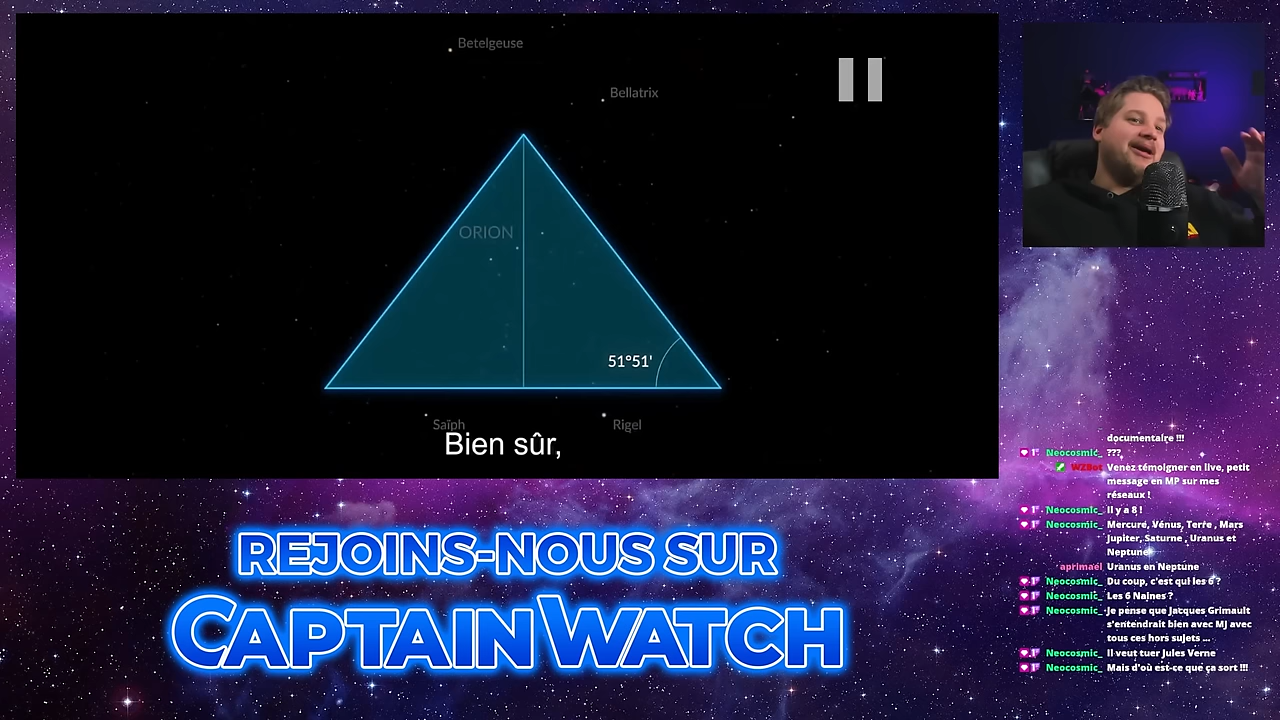 Betelgeuse
Bellatrix
ORION
51°51'
Saïph
Rigel
Bien sûr,
REJOINS-NOUS SUR
CAPTAINWATCH
documentaire !!!
Neocosmic_ ???
WZBot Venez témoigner en live, petit
message en MP sur mes
réseaux !
Neocosmic_ Il y a 8 !
Neocosmic_ Mercure, Vénus, Terre , Mars
Jupiter, Saturne , Uranus et
Neptune
aprimael Uranus en Neptune
Neocosmic_ Du coup, c'est qui les 6 ?
Neocosmic_ Les 6 Naines ?
Neocosmic_ Je pense que Jacques Grimault
s'entendrait bien avec MJ avec
tous ces hors sujets ...
Neocosmic_ Il veut tuer Jules Verne
Neocosmic_ Mais d'où est-ce que ça sort !!!